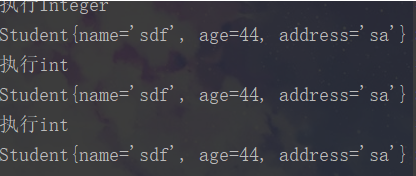 执行Integer
Student{name='sdf', age=44, address='sa'}
执行int
Student{name='sdf', age=44, address='sa'}
执行int
Student{name='sdf', age=44, address='sa'}